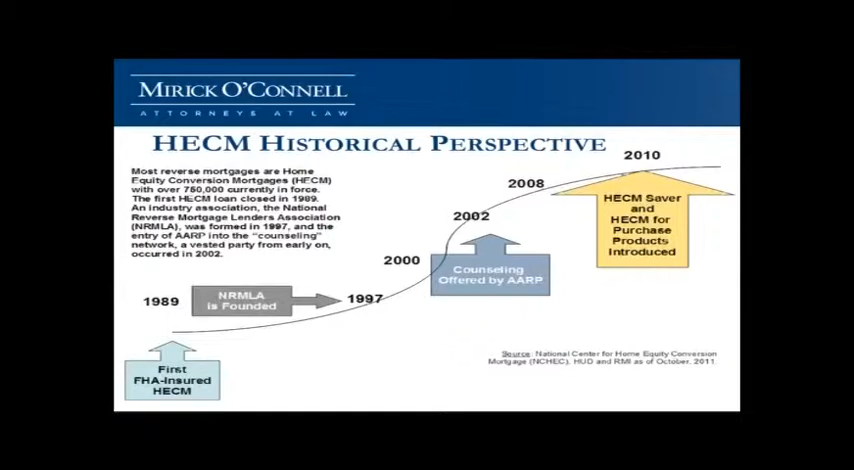 MIRICK O'CONNELL
ATTORNEYS AT LAW
HECM HISTORICAL PERSPECTIVE
Most reverse mortgages are Home
Equity Conversion Mortgages (HECM)
with over 750,000 currently in force.
The first HECM loan closed in 1989.
An industry association, the National
Reverse Mortgage Lenders Association
(NRMLA), was formed in 1997, and the
entry of AARP into the "counseling"
network, a vested party from early on,
occurred in 2002.
2010
2008
2002
2000
1997
1989
HECM Saver
and
HECM for
Purchase
Products
Introduced
Counseling
Offered by AARP
NRMLA
is Founded
First
FHA-Insured
HECM
Source: National Center for Home Equity Conversion
Mortgage (NCHEC), HUD and RMI as of October, 2011